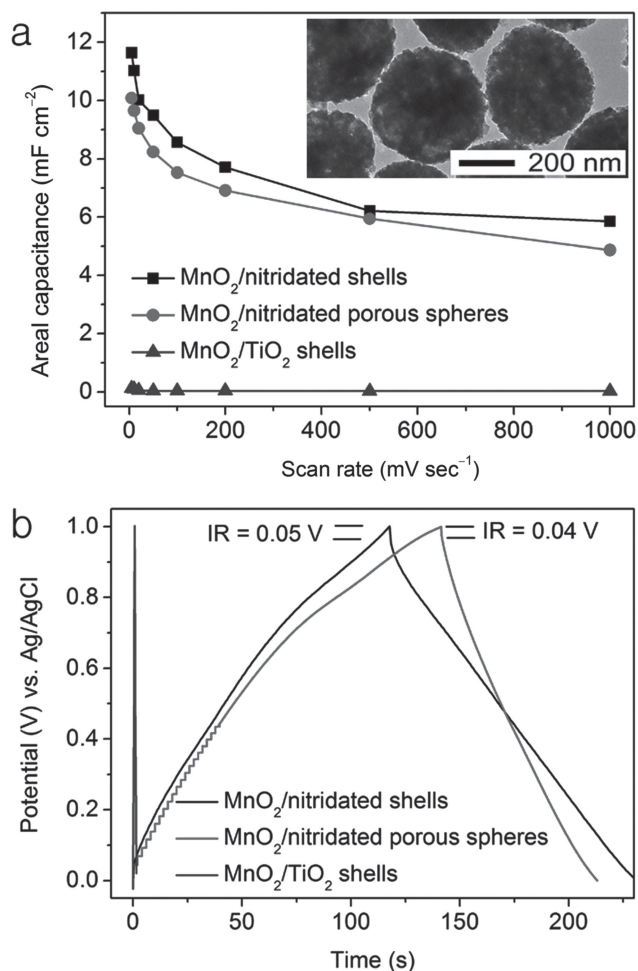 a
12
10
8
6
4
2
0
Areal capacitance (mF cm⁻²)
200 nm
MnO₂/nitridated shells
MnO₂/nitridated porous spheres
MnO₂/TiO₂ shells
0 200 400 600 800 1000
Scan rate (mV sec⁻¹)
b
1.0
0.8
0.6
0.4
0.2
0.0
Potential (V) vs. Ag/AgCl
IR = 0.05 V
IR = 0.04 V
MnO₂/nitridated shells
MnO₂/nitridated porous spheres
MnO₂/TiO₂ shells
0 50 100 150 200
Time (s)